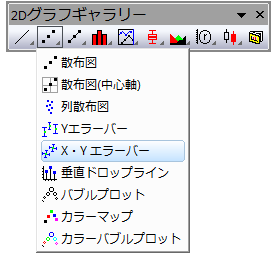 2Dグラフギャラリー
散布図
散布図(中心軸)
列散布図
Yエラーバー
X・Yエラーバー
垂直ドロップライン
バブルプロット
カラーマップ
カラーバブルプロット